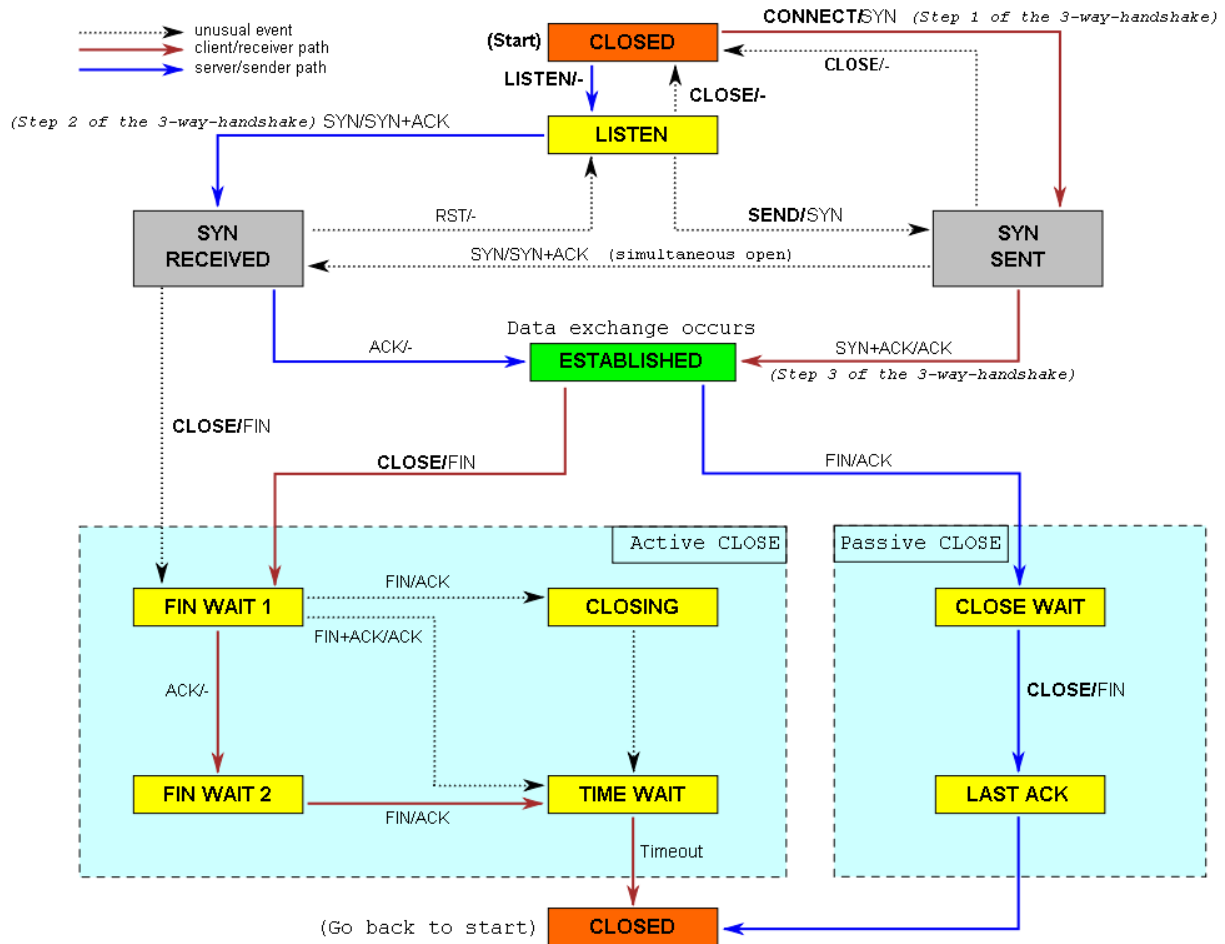 unusual event
client/receiver path
server/sender path
CONNECT/SYN (Step 1 of the 3-way-handshake)
(Start)
CLOSED
CLOSE/-
LISTEN/-
CLOSE/-
(Step 2 of the 3-way-handshake) SYN/SYN+ACK
LISTEN
RST/-
SEND/SYN
SYN
RECEIVED
SYN
SENT
SYN/SYN+ACK (simultaneous open)
Data exchange occurs
ACK/-
ESTABLISHED
SYN+ACK/ACK
(Step 3 of the 3-way-handshake)
CLOSE/FIN
CLOSE/FIN
FIN/ACK
Active CLOSE
Passive CLOSE
FIN/ACK
FIN WAIT 1
CLOSING
CLOSE WAIT
FIN+ACK/ACK
ACK/-
CLOSE/FIN
FIN WAIT 2
TIME WAIT
LAST ACK
FIN/ACK
Timeout
(Go back to start)
CLOSED